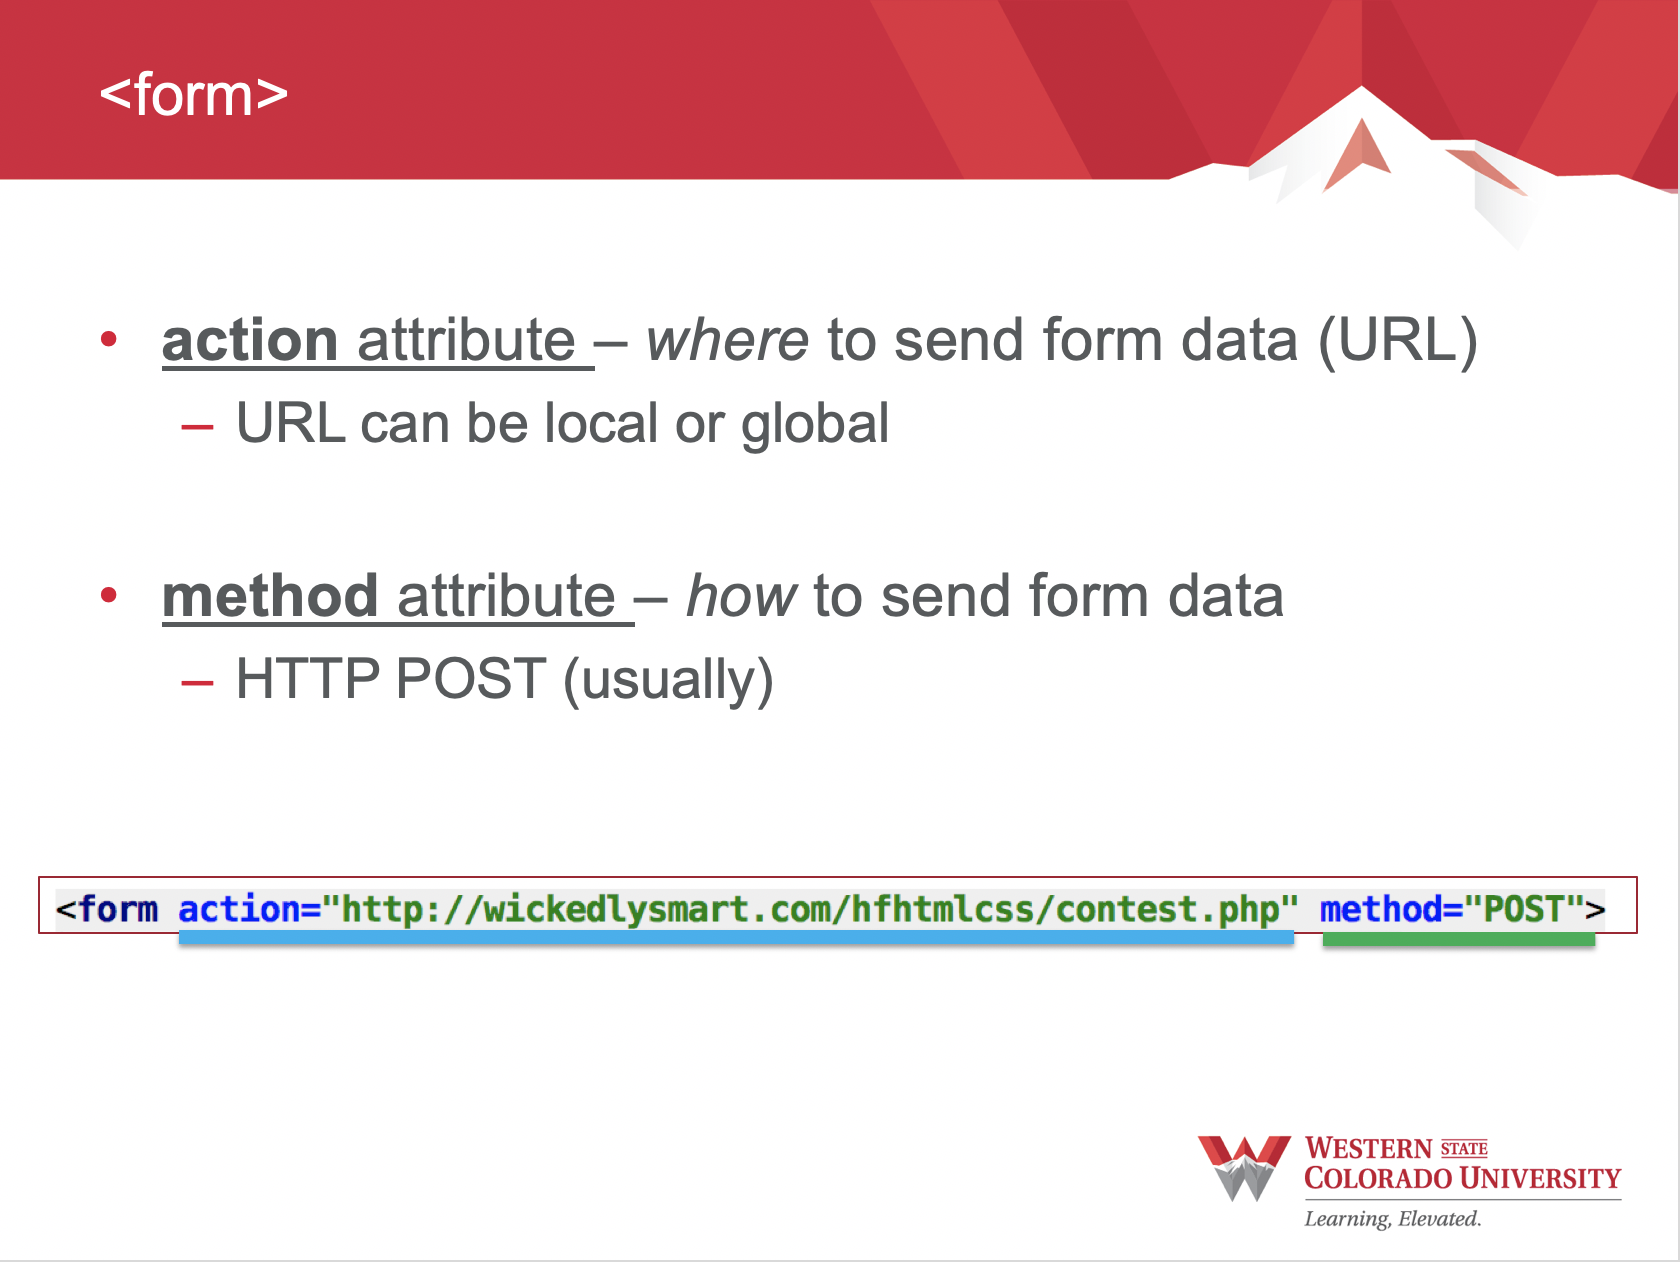 <form>
• action attribute – where to send form data (URL)
– URL can be local or global
• method attribute – how to send form data
– HTTP POST (usually)
<form action="http://wickedlysmart.com/hfhtmlcss/contest.php" method="POST">
WESTERN STATE
COLORADO UNIVERSITY
Learning, Elevated.